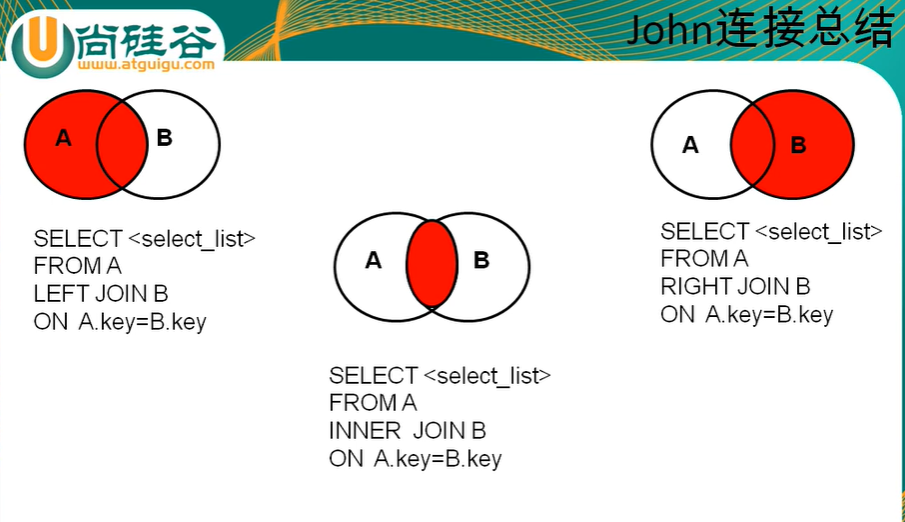 U尚硅谷
www.atguigu.com
John连接总结
A B
SELECT <select_list>
FROM A
LEFT JOIN B
ON A.key=B.key
A B
SELECT <select_list>
FROM A
INNER JOIN B
ON A.key=B.key
A B
SELECT <select_list>
FROM A
RIGHT JOIN B
ON A.key=B.key